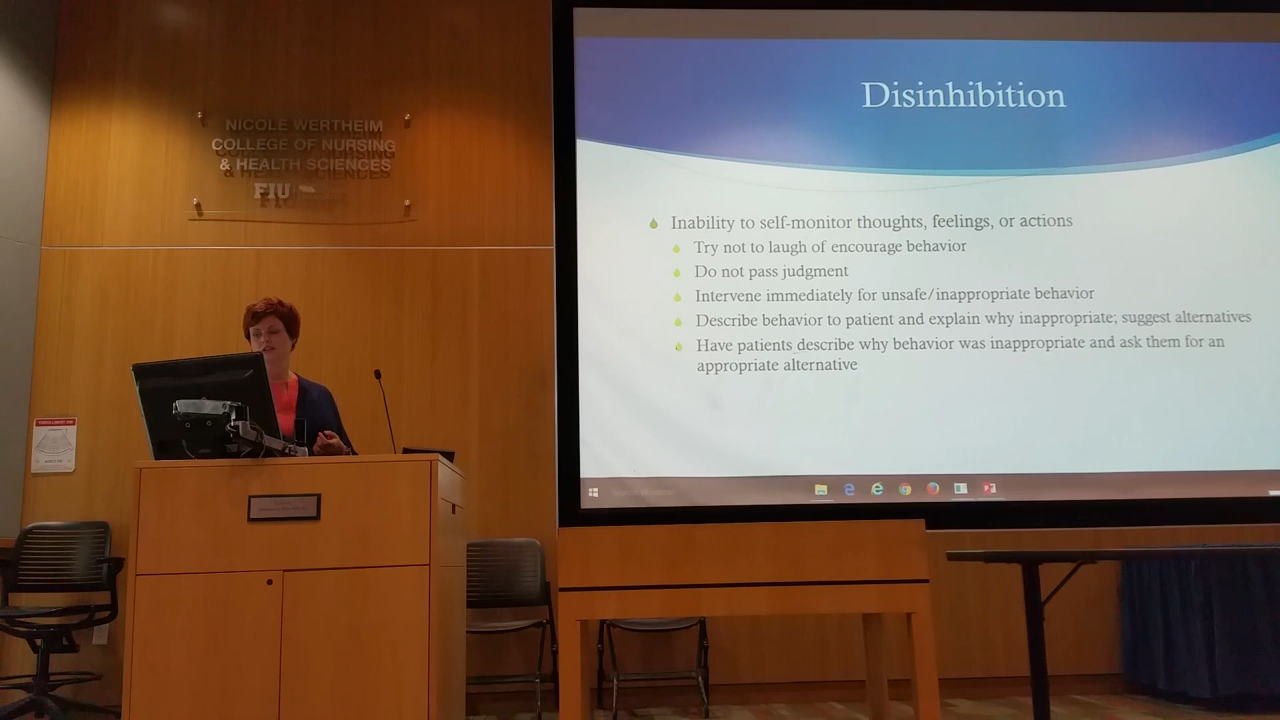 NICOLE WERTHEIM
COLLEGE OF NURSING
& HEALTH SCIENCES
FIU
Disinhibition
Inability to self-monitor thoughts, feelings, or actions
Try not to laugh of encourage behavior
Do not pass judgment
Intervene immediately for unsafe/inappropriate behavior
Describe behavior to patient and explain why inappropriate; suggest alternatives
Have patients describe why behavior was inappropriate and ask them for an
appropriate alternative